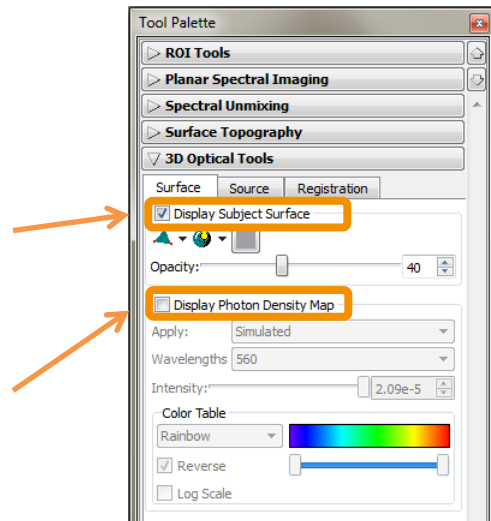 Tool Palette
ROI Tools
Planar Spectral Imaging
Spectral Unmixing
Surface Topography
3D Optical Tools
Surface Source Registration
Display Subject Surface
Opacity: 40
Display Photon Density Map
Apply: Simulated
Wavelengths 560
Intensity: 2.09e-5
Color Table
Rainbow
Reverse
Log Scale